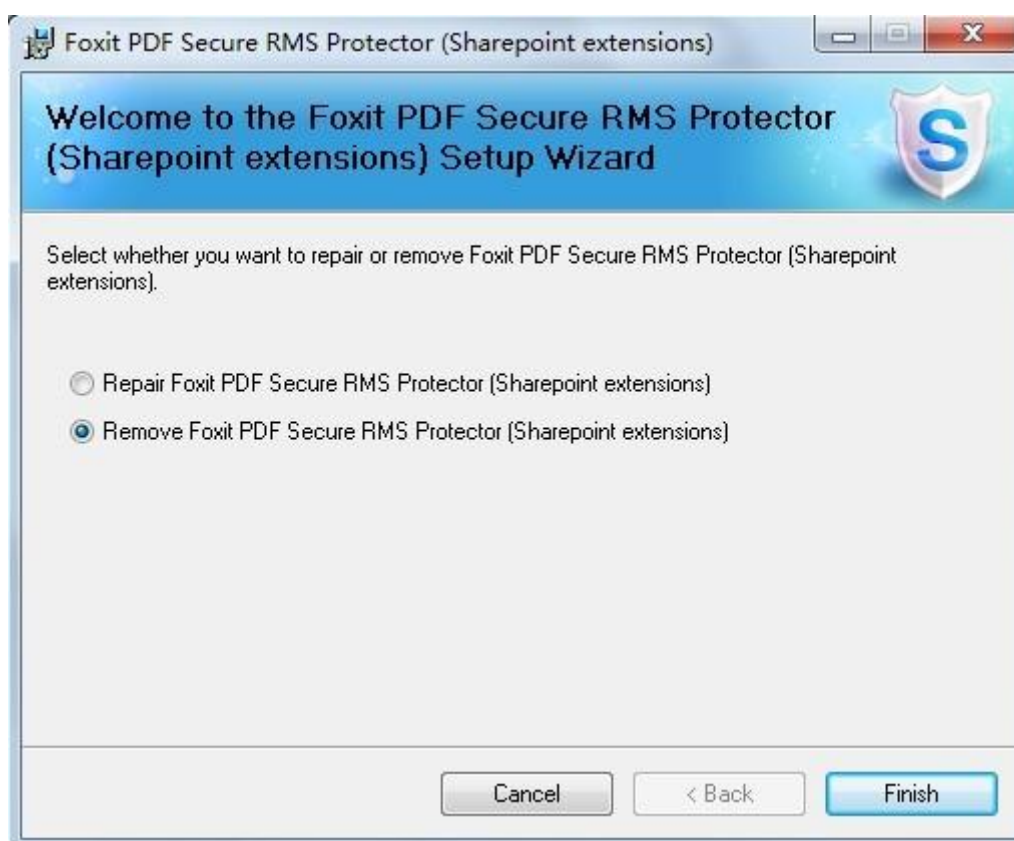 Foxit PDF Secure RMS Protector (Sharepoint extensions)
Welcome to the Foxit PDF Secure RMS Protector
(Sharepoint extensions) Setup Wizard
S
Select whether you want to repair or remove Foxit PDF Secure RMS Protector (Sharepoint
extensions).
Repair Foxit PDF Secure RMS Protector (Sharepoint extensions)
Remove Foxit PDF Secure RMS Protector (Sharepoint extensions)
Cancel
< Back
Finish